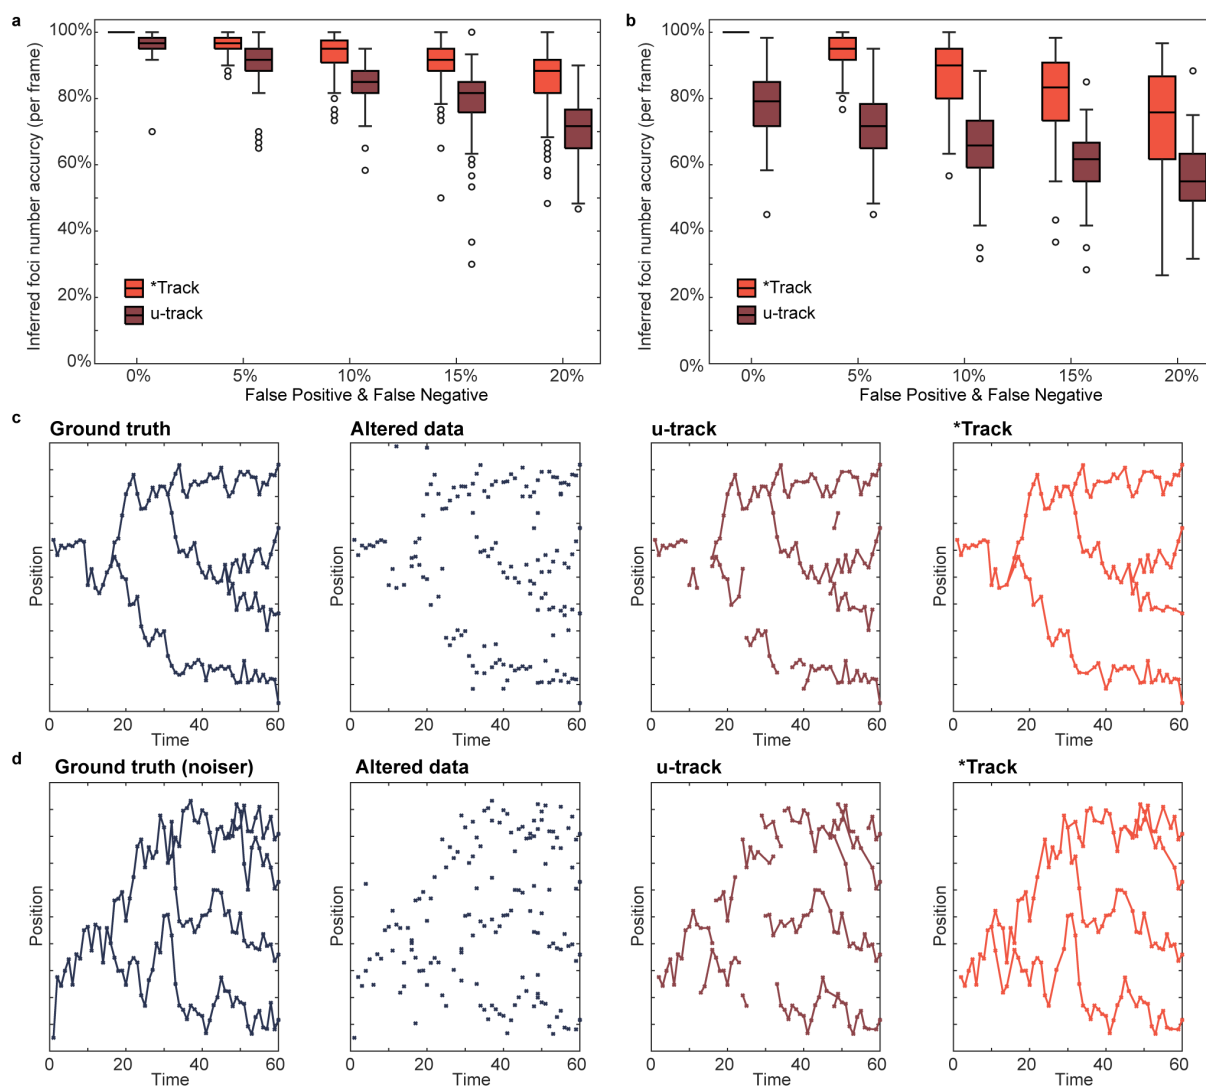 a
Inferred foci number accurcy (per frame)
100%
80%
60%
40%
20%
0%
*Track
u-track
0%
5%
10%
15%
20%
False Positive & False Negative
b
Inferred foci number accurcy (per frame)
100%
80%
60%
40%
20%
0%
*Track
u-track
0%
5%
10%
15%
20%
False Positive & False Negative
c
Ground truth
Position
0
20
40
60
Time
Altered data
Position
0
20
40
60
Time
u-track
Position
0
20
40
60
Time
*Track
Position
0
20
40
60
Time
d
Ground truth (noiser)
Position
0
20
40
60
Time
Altered data
Position
0
20
40
60
Time
u-track
Position
0
20
40
60
Time
*Track
Position
0
20
40
60
Time